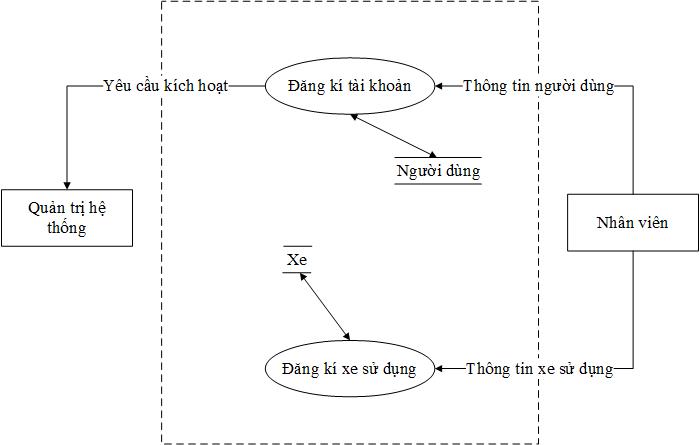 Yêu cầu kích hoạt
Đăng kí tài khoản
Thông tin người dùng
Người dùng
Quản trị hệ
thống
Nhân viên
Xe
Đăng kí xe sử dụng
Thông tin xe sử dụng